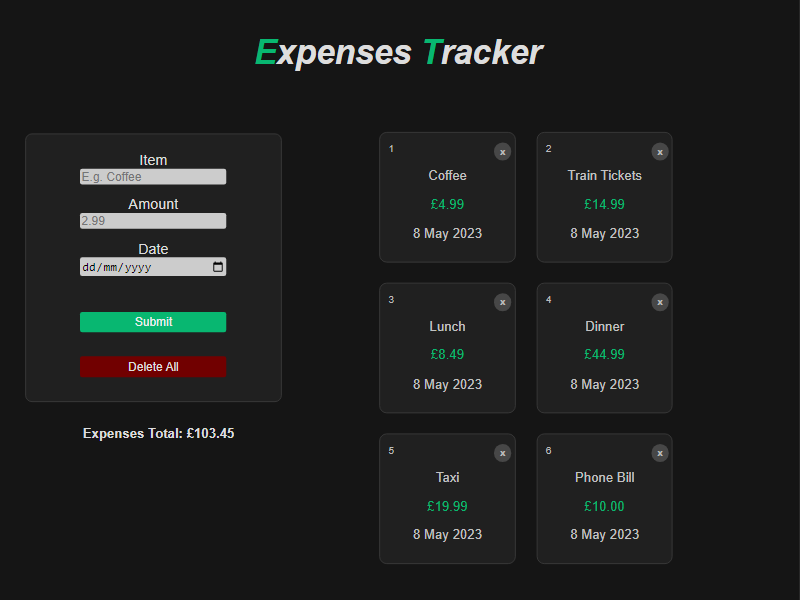 Expenses Tracker
Item
E.g. Coffee
Amount
2.99
Date
dd/mm/yyyy
Submit
Delete All
Expenses Total: £103.45
1
x
Coffee
£4.99
8 May 2023
2
x
Train Tickets
£14.99
8 May 2023
3
x
Lunch
£8.49
8 May 2023
4
x
Dinner
£44.99
8 May 2023
5
x
Taxi
£19.99
8 May 2023
6
x
Phone Bill
£10.00
8 May 2023